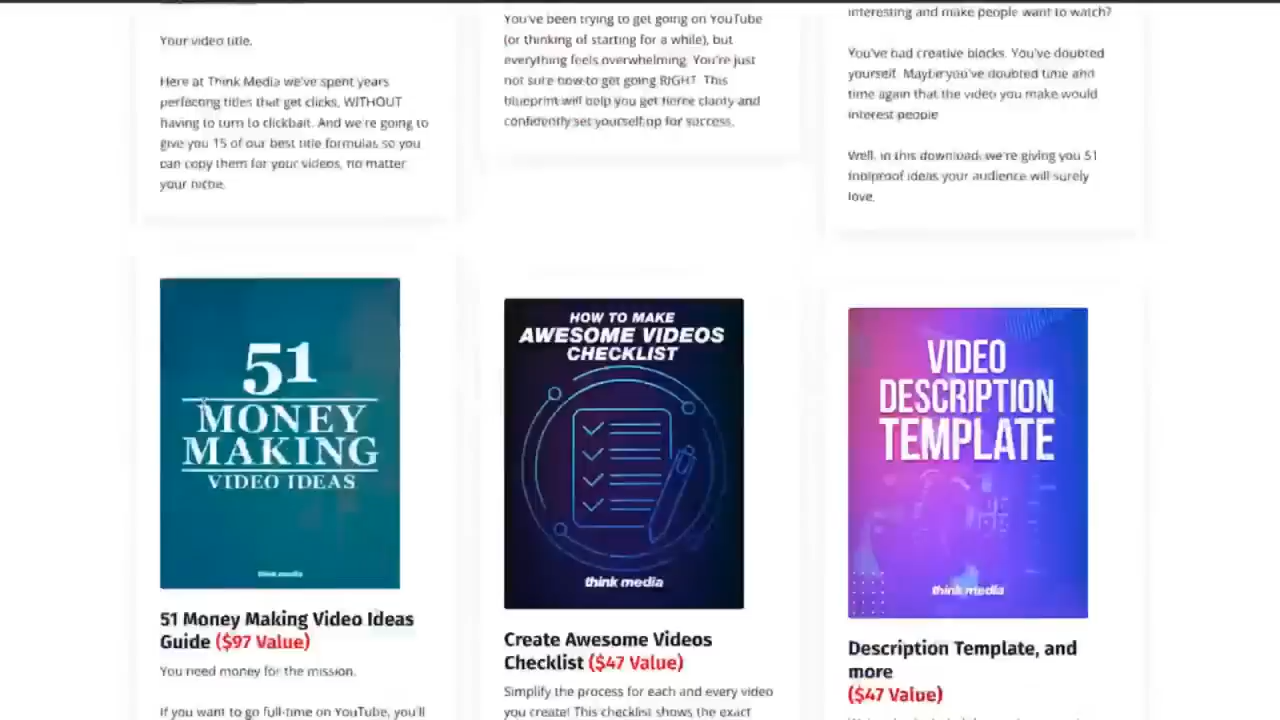 Your video title.
Here at Think Media we've spent years
perfecting titles that get clicks, WITHOUT
having to turn to clickbait. And we're going to
give you 15 of our best title formulas so you
can copy them for your videos, no matter
your niche.
You've been trying to get going on YouTube
(or thinking of starting for a while), but
everything feels overwhelming. You're just
not sure how to get going RIGHT. This
blueprint will help you get fierce clarity and
confidently set yourself up for success.
interesting and make people want to watch?
You've had creative blocks. You've doubted
yourself. Maybe you've doubted time and
time again that the video you make would
interest people
Well, in this download, we're giving you 51
foolproof ideas your audience will surely
love.
51
MONEY
MAKING
VIDEO IDEAS
think media
51 Money Making Video Ideas
Guide ($97 Value)
You need money for the mission.
If you want to go full-time on YouTube, you'll
HOW TO MAKE
AWESOME VIDEOS
CHECKLIST
think media
Create Awesome Videos
Checklist ($47 Value)
Simplify the process for each and every video
you create! This checklist shows the exact
VIDEO
DESCRIPTION
TEMPLATE
think media
Description Template, and
more
($47 Value)